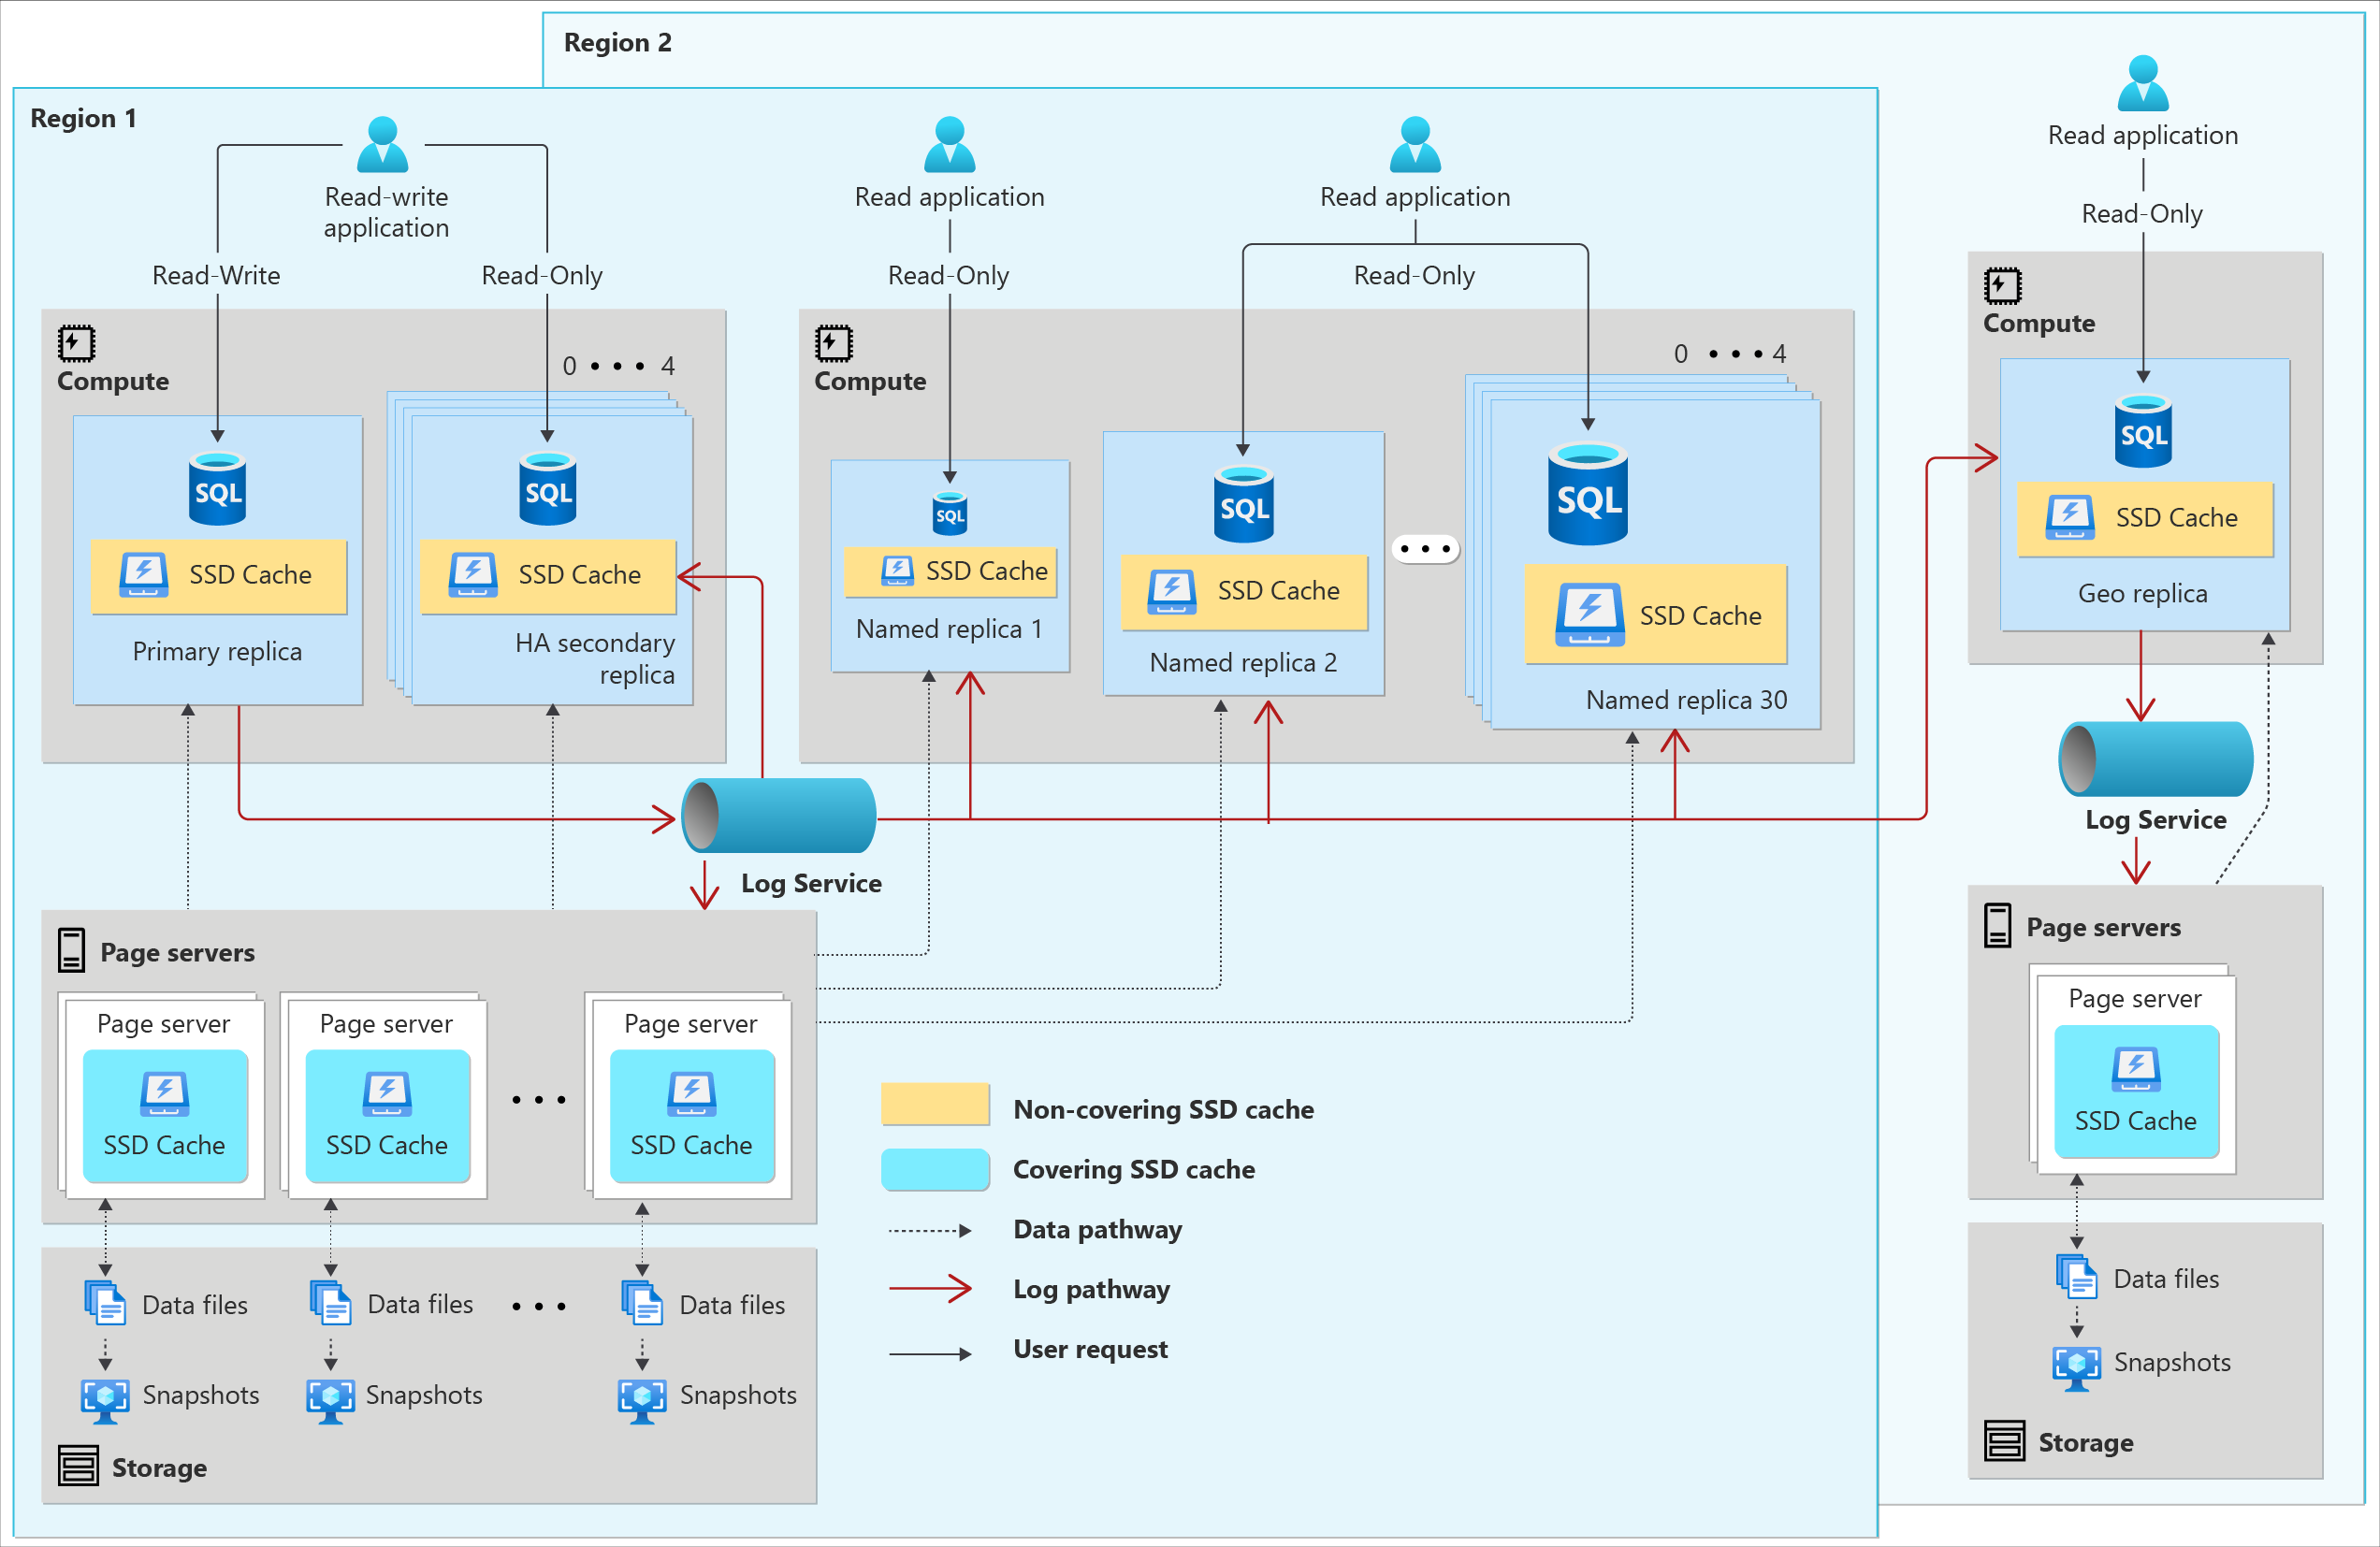 Region 2
Region 1
Read-write
application
Read application
Read application
Read application
Read-Write
Read-Only
Read-Only
Read-Only
Read-Only
Compute
0 • • • 4
SQL
SSD Cache
Primary replica
SQL
SSD Cache
HA secondary
replica
Compute
0 • • • 4
SQL
SSD Cache
Named replica 1
SQL
SSD Cache
Named replica 2
• • •
SQL
SSD Cache
Named replica 30
Compute
SQL
SSD Cache
Geo replica
Log Service
Log Service
Page servers
Page server
SSD Cache
Page server
SSD Cache
• • •
Page server
SSD Cache
Data files
Data files
• • •
Data files
Snapshots
Snapshots
Snapshots
Storage
Non-covering SSD cache
Covering SSD cache
Data pathway
Log pathway
User request
Page servers
Page server
SSD Cache
Data files
Snapshots
Storage